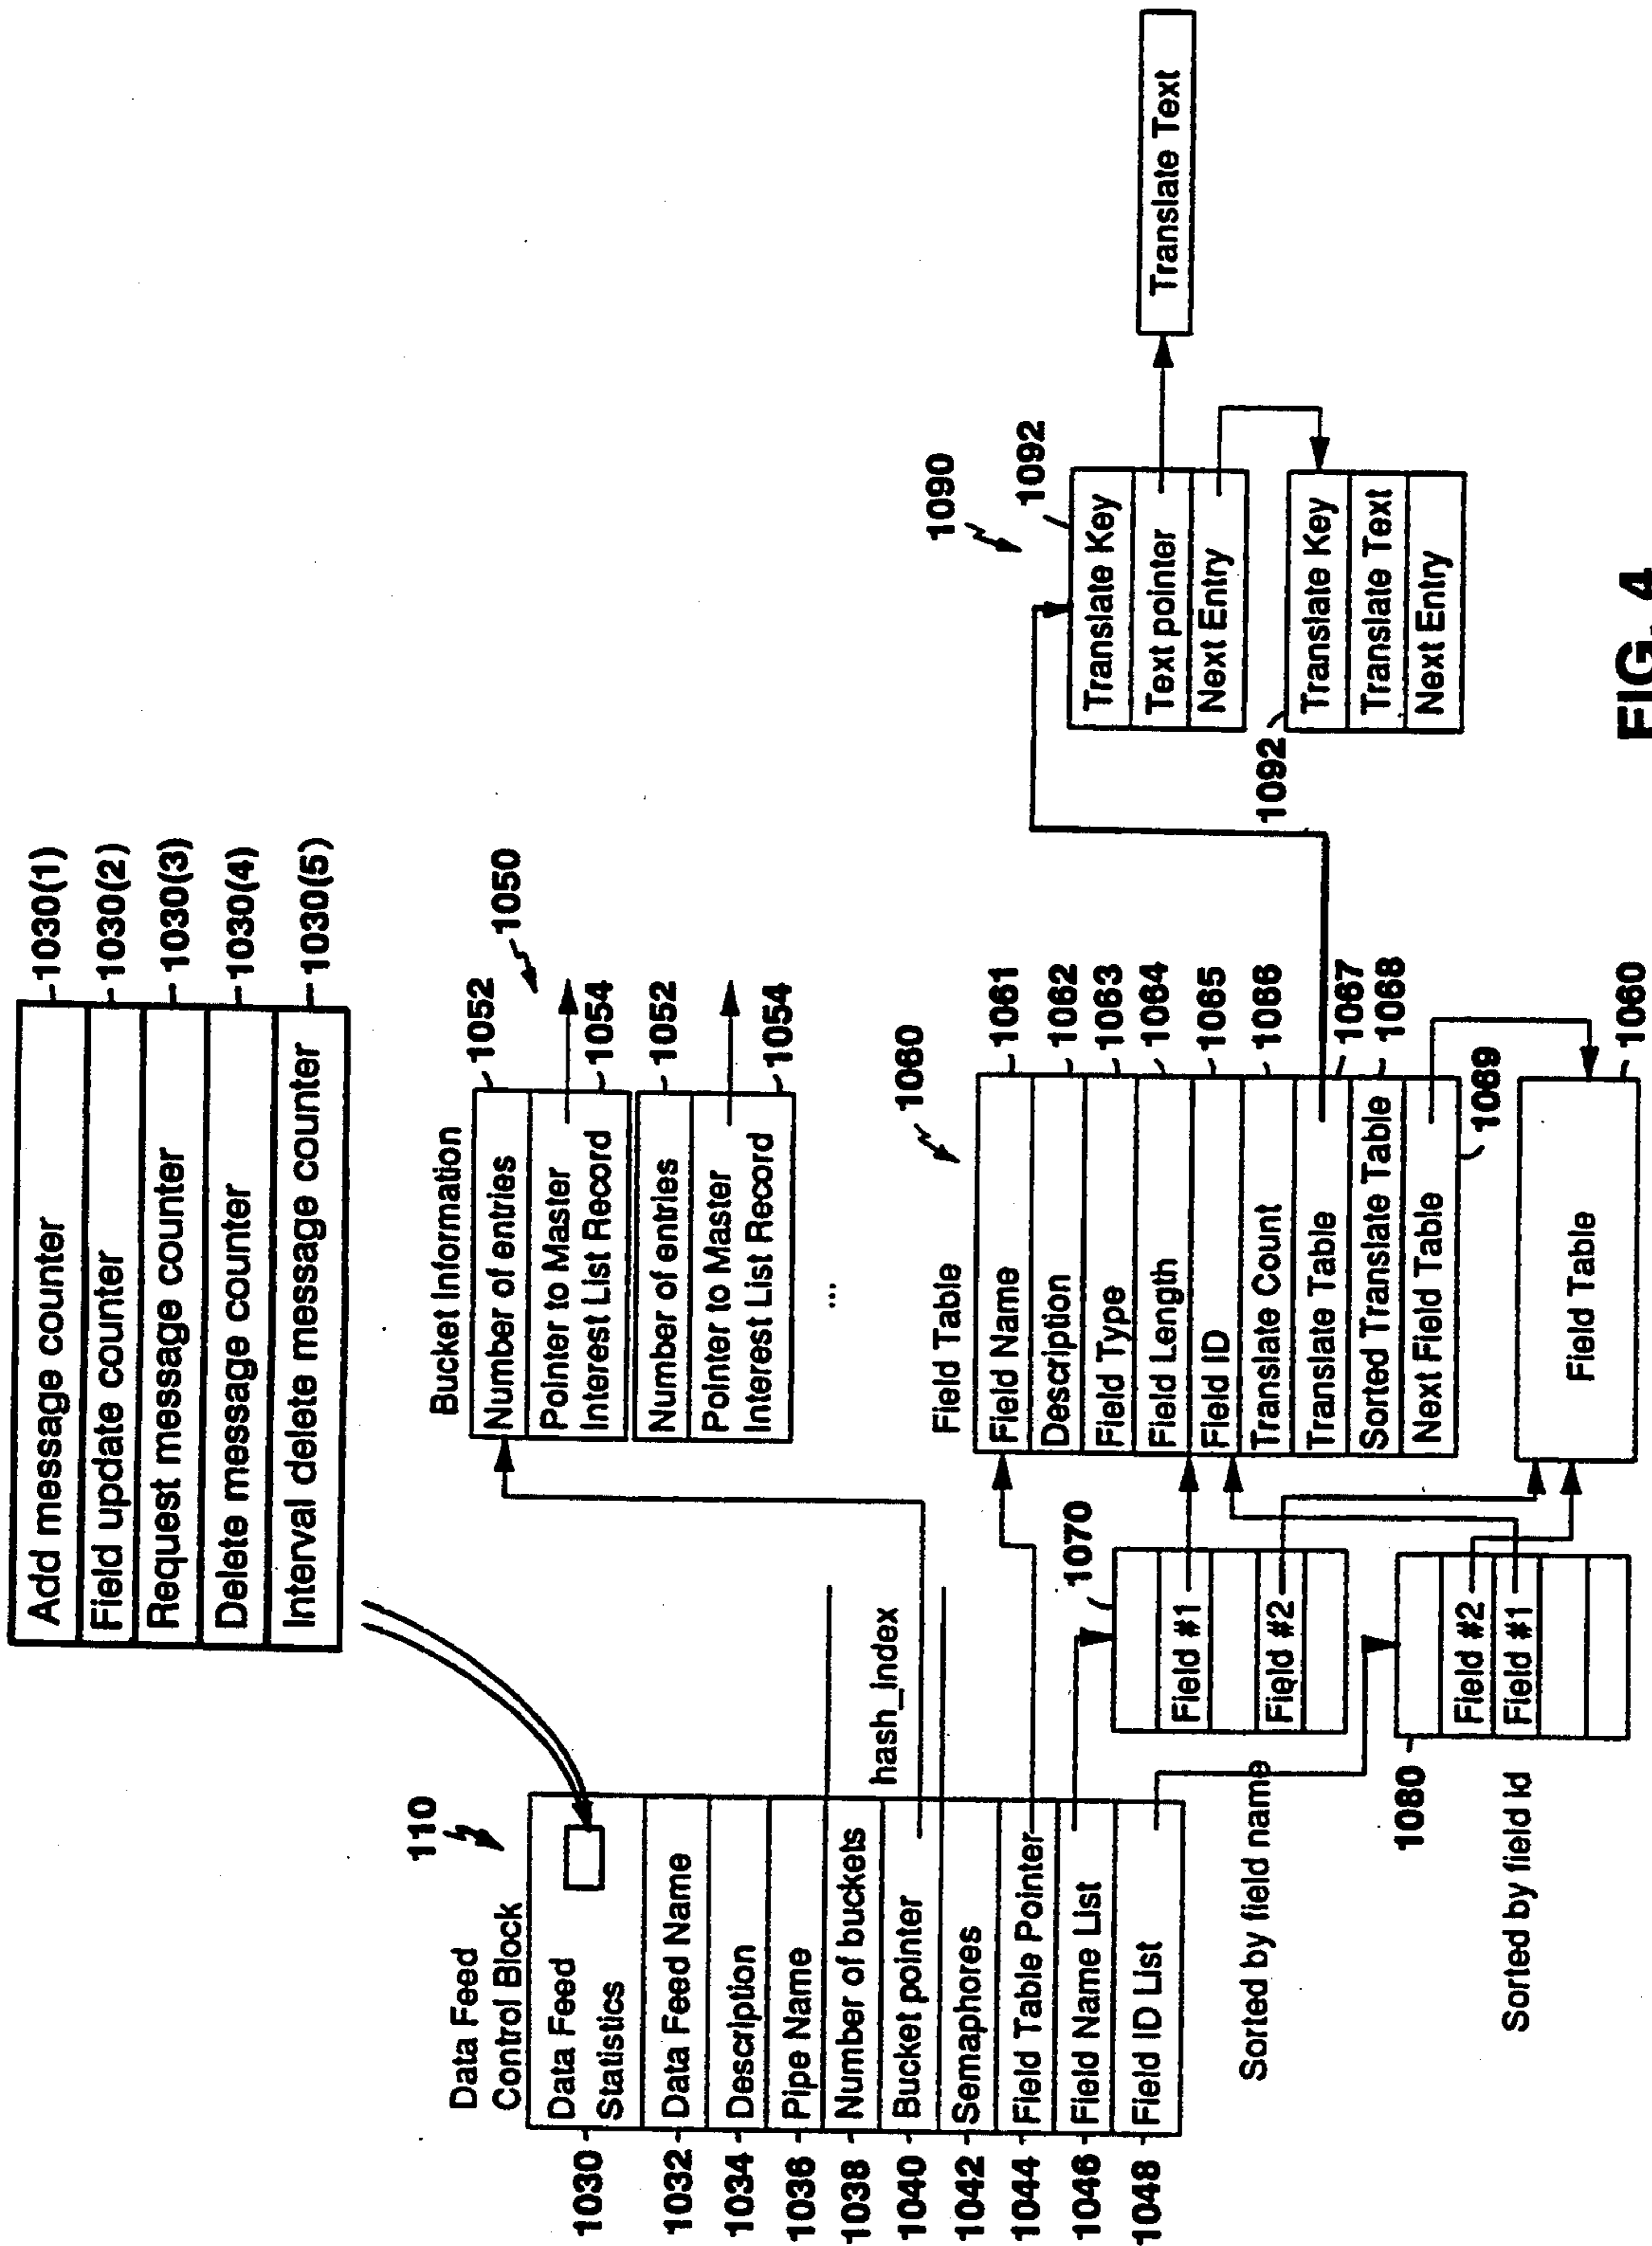 Add message counter 1030(1)
Field update counter 1030(2)
Request message counter 1030(3)
Delete message counter 1030(4)
Interval delete message counter 1030(5)
110
Data Feed
Control Block
1030 Data Feed
Statistics
1032 Data Feed Name
1034 Description
1036 Pipe Name
1038 Number of buckets
1040 Bucket pointer
1042 Semaphores
1044 Field Table Pointer
1046 Field Name List
1048 Field ID List
hash_index
1050
Bucket Information
Number of entries 1052
Pointer to Master
Interest List Record 1054
Number of entries 1052
Pointer to Master
Interest List Record 1054
...
1060
Field Table
Field Name 1061
Description 1062
Field Type 1063
Field Length 1064
Field ID 1065
Translate Count 1066
Translate Table 1067
Sorted Translate Table 1068
Next Field Table 1069
Field Table 1060
1070
Field #1
Field #2
Sorted by field name
1080
Field #2
Field #1
Sorted by field id
1090
1092
Translate Key
Text pointer
Next Entry
Translate Text
1092
Translate Key
Translate Text
Next Entry
FIG. 4